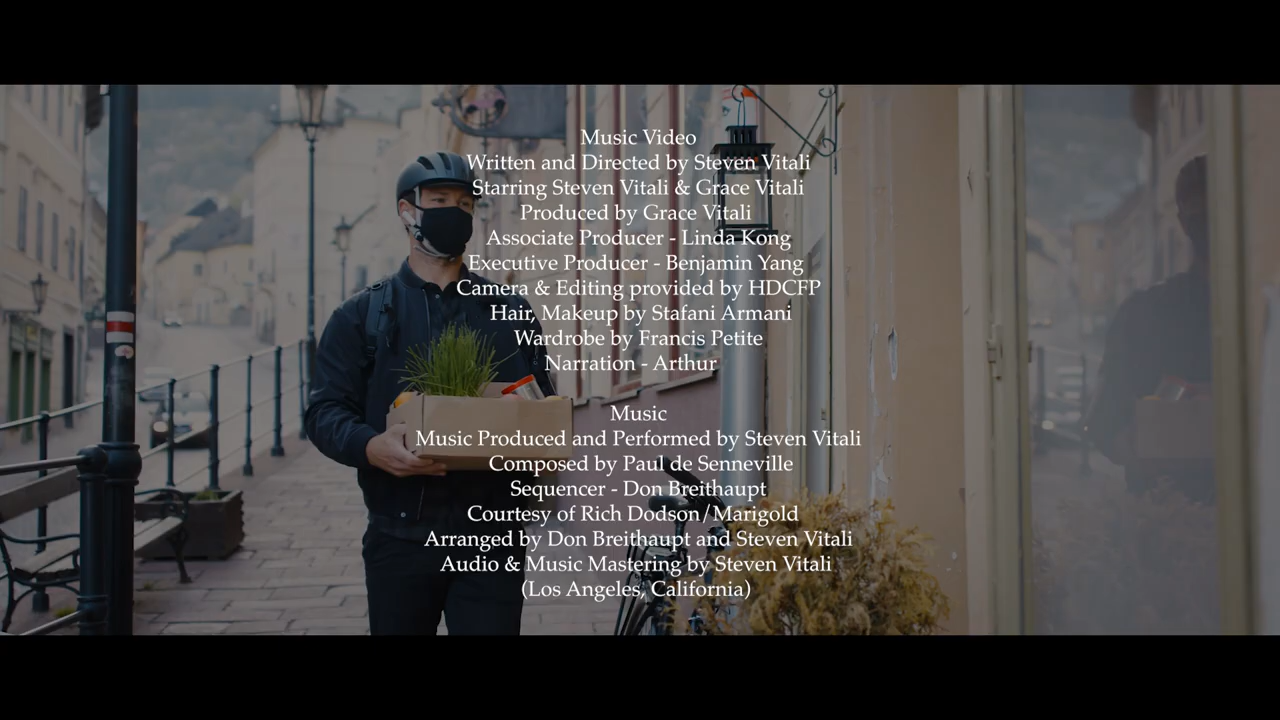 Music Video
Written and Directed by Steven Vitali
Starring Steven Vitali & Grace Vitali
Produced by Grace Vitali
Associate Producer - Linda Kong
Executive Producer - Benjamin Yang
Camera & Editing provided by HDCFP
Hair, Makeup by Stafani Armani
Wardrobe by Francis Petite
Narration - Arthur
Music
Music Produced and Performed by Steven Vitali
Composed by Paul de Senneville
Sequencer - Don Breithaupt
Courtesy of Rich Dodson/Marigold
Arranged by Don Breithaupt and Steven Vitali
Audio & Music Mastering by Steven Vitali
(Los Angeles, California)